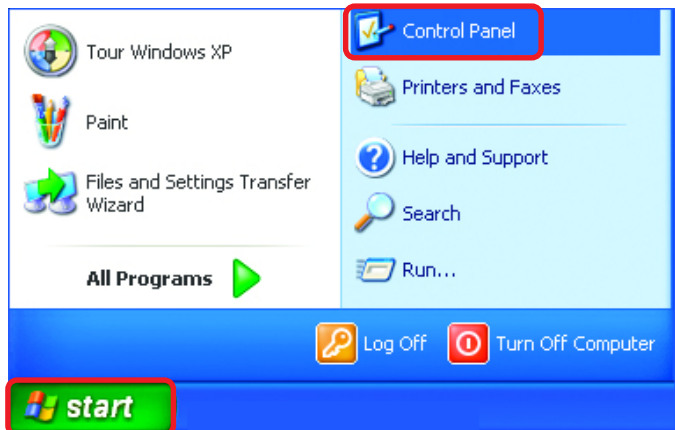 Tour Windows XP
Paint
Files and Settings Transfer
Wizard
All Programs
Control Panel
Printers and Faxes
Help and Support
Search
Run...
Log Off
Turn Off Computer
start